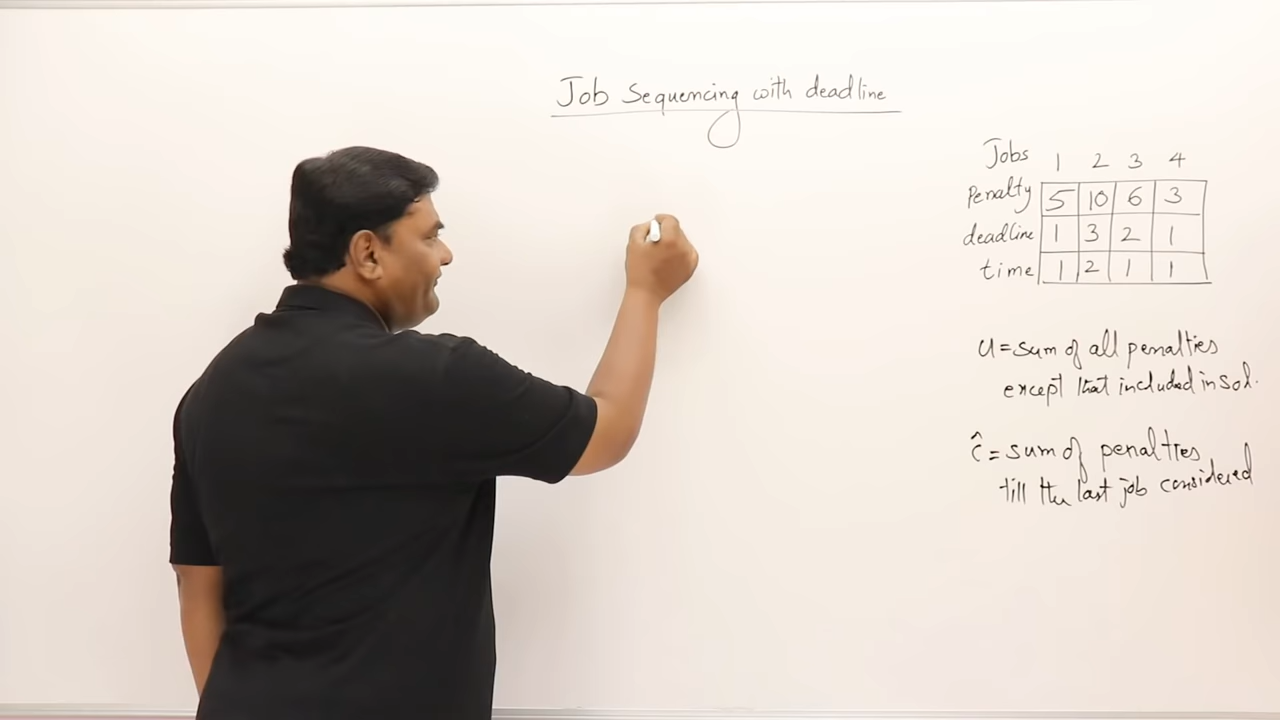 Job Sequencing with deadline
Jobs 1 2 3 4
Penalty 5 10 6 3
deadline 1 3 2 1
time 1 2 1 1
u = sum of all penalties
except that included in sol.
ĉ = sum of penalties
till the last job considered